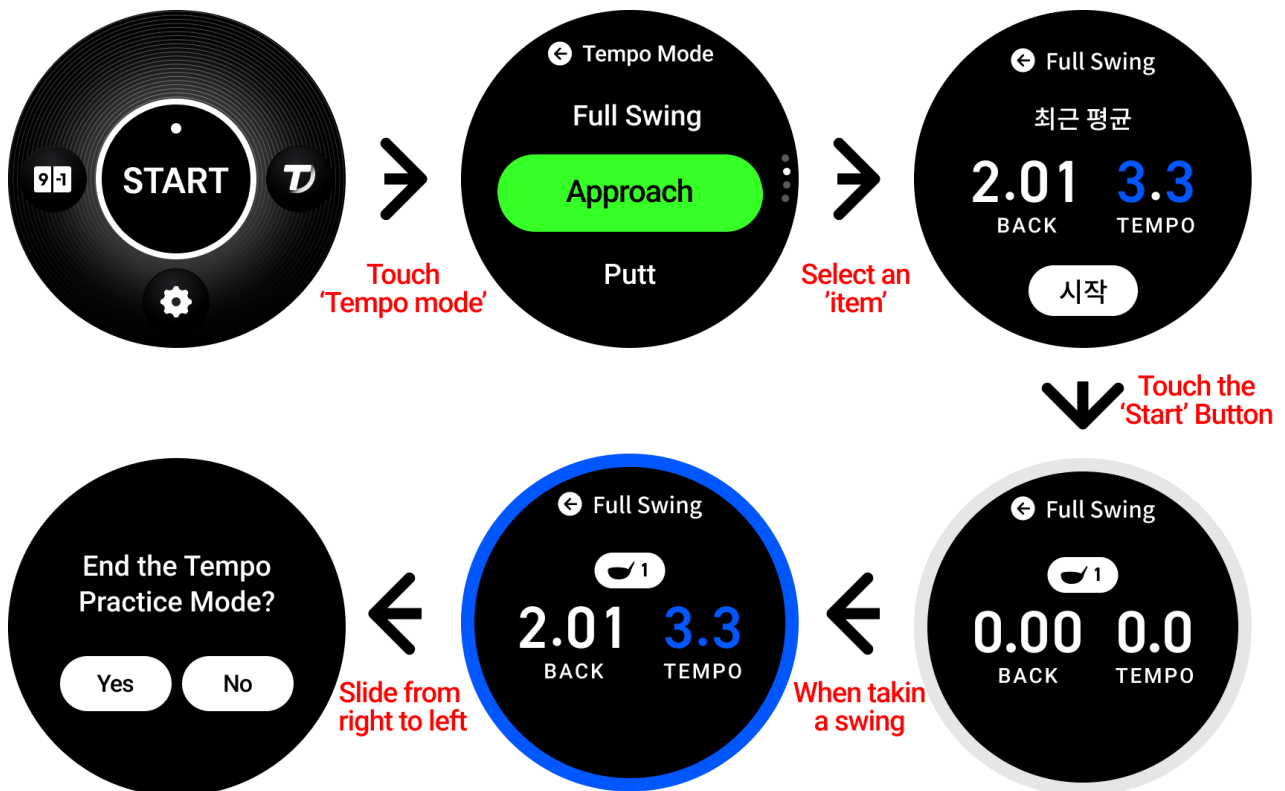 9 -1
START
T
Touch
‘Tempo mode’
Tempo Mode
Full Swing
Approach
Putt
Select an
’item’
Full Swing
최근 평균
2.01 3.3
BACK TEMPO
시작
Touch the
‘Start’ Button
Full Swing
1
0.00 0.0
BACK TEMPO
When takin
a swing
Full Swing
1
2.01 3.3
BACK TEMPO
Slide from
right to left
End the Tempo
Practice Mode?
Yes No